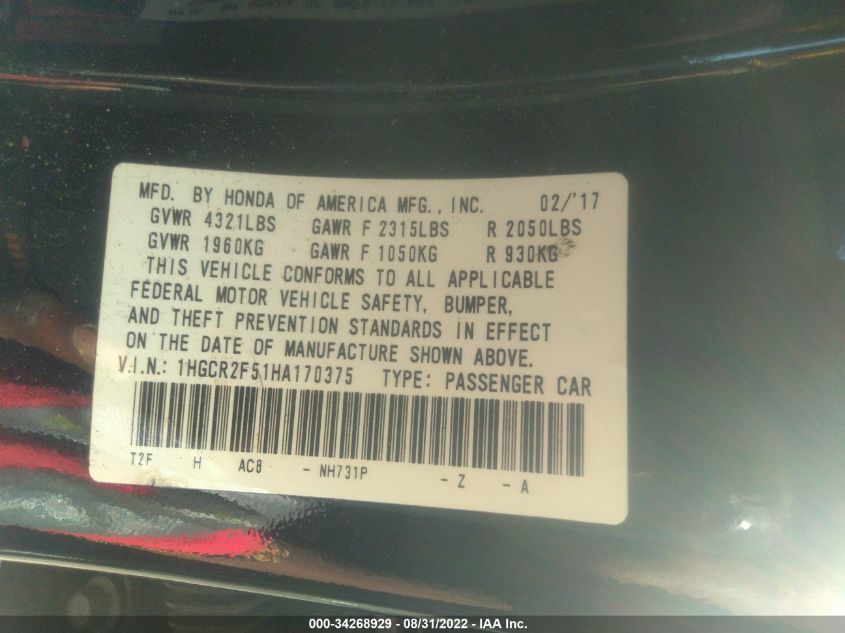 MFD. BY HONDA OF AMERICA MFG., INC. 02/'17
GVWR 4321LBS GAWR F 2315LBS R 2050LBS
GVWR 1960KG GAWR F 1050KG R 930KG
THIS VEHICLE CONFORMS TO ALL APPLICABLE
FEDERAL MOTOR VEHICLE SAFETY, BUMPER,
AND THEFT PREVENTION STANDARDS IN EFFECT
ON THE DATE OF MANUFACTURE SHOWN ABOVE.
V.I.N.: 1HGCR2F51HA170375 TYPE: PASSENGER CAR
T2F H AC8 - NH731P - Z - A
000-34268929 - 08/31/2022 - IAA Inc.